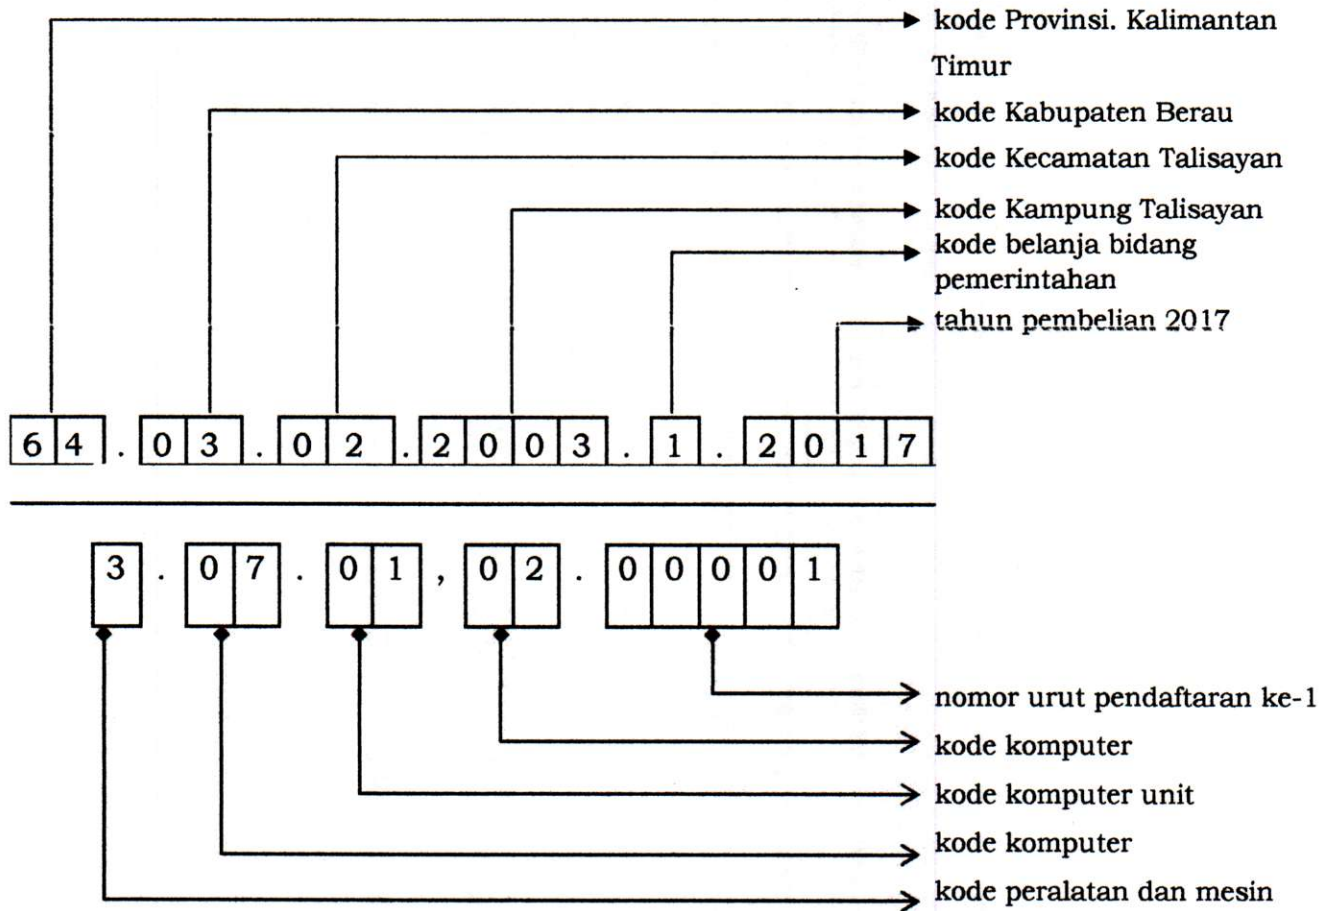 kode Provinsi. Kalimantan
Timur
kode Kabupaten Berau
kode Kecamatan Talisayan
kode Kampung Talisayan
kode belanja bidang
pemerintahan
tahun pembelian 2017
64.03.02.2003.1.2017
3.07.01,02.00001
nomor urut pendaftaran ke-1
kode komputer
kode komputer unit
kode komputer
kode peralatan dan mesin